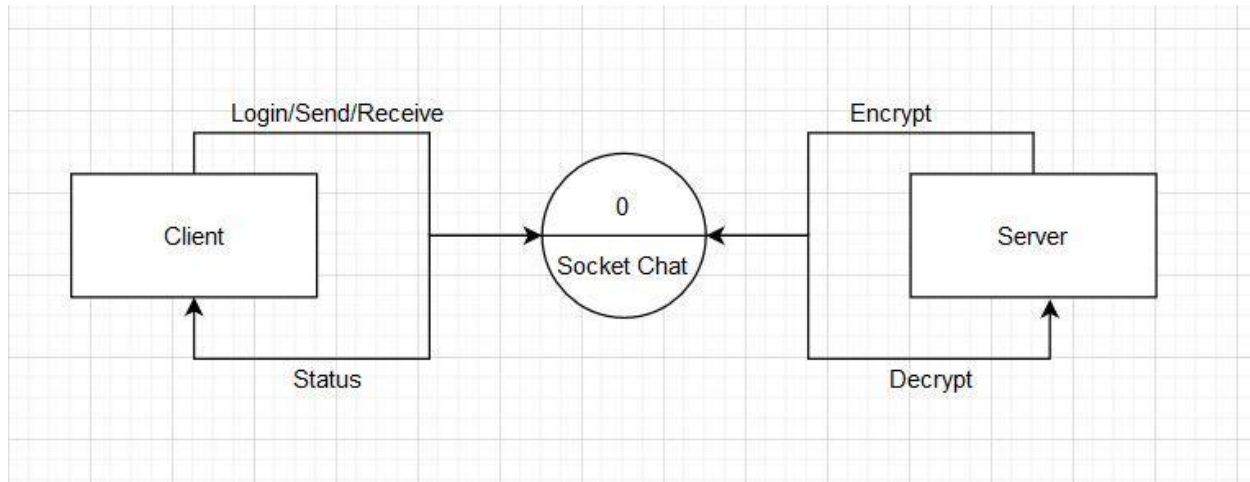 Login/Send/Receive
Encrypt
Client
0
Socket Chat
Server
Status
Decrypt